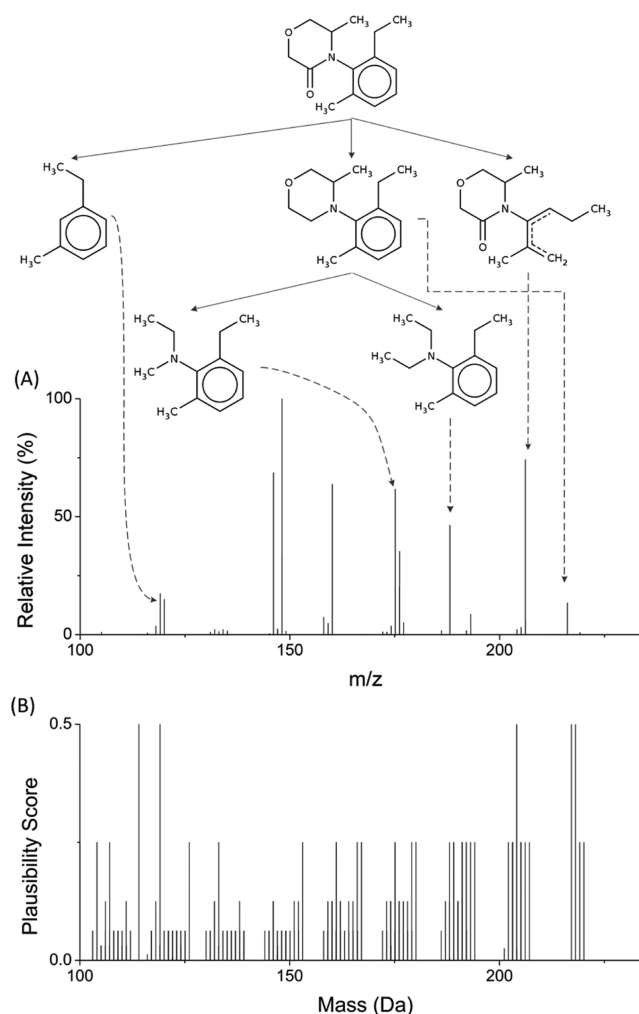 O CH₃ CH₃
N
O H₃C
H₃C CH₃ CH₃ O CH₃
O N N CH₃
H₃C H₃C O H₃C CH₂
H₃C CH₃ H₃C CH₃
N N
H₃C H₃C
H₃C H₃C
(A)
100
50
0
Relative Intensity (%)
100 150 200
m/z
(B)
0.5
0.0
Plausibility Score
100 150 200
Mass (Da)